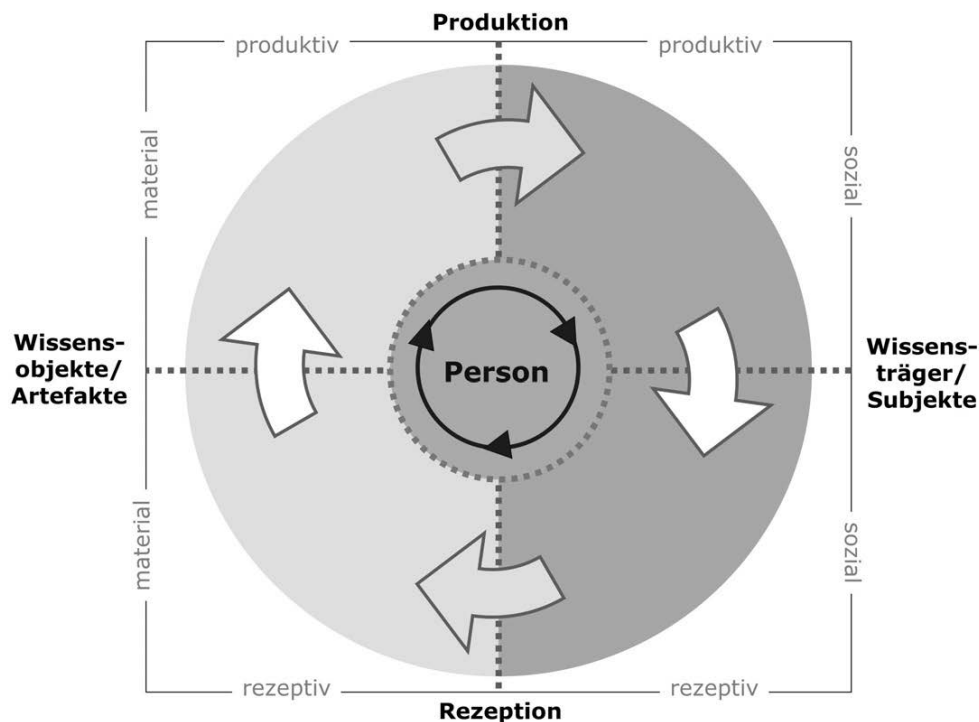 Produktion
produktiv
produktiv
material
sozial
Wissens-
objekte/
Artefakte
Person
Wissens-
träger/
Subjekte
material
sozial
rezeptiv
rezeptiv
Rezeption